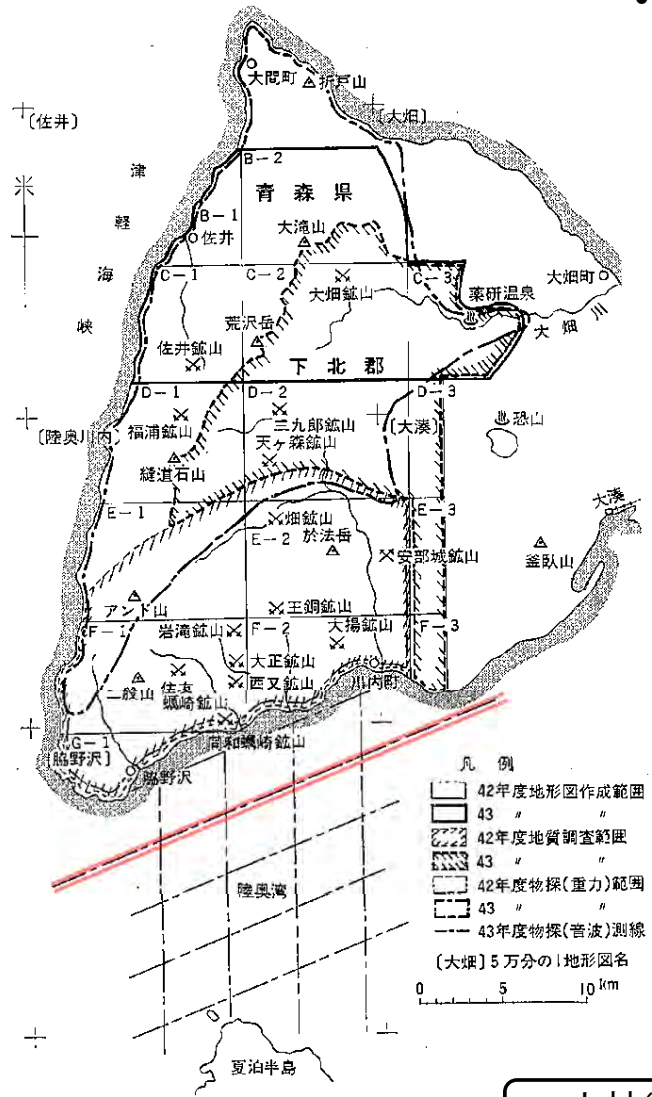 大間町
折戸山
〔佐井〕
〔大畑〕
津軽海峡
B-2
青森県
B-1
佐井
大滝山
C-1
C-2
C-3
大畑鉱山
大畑町
薬研温泉
大畑川
荒沢岳
佐井鉱山
下北郡
D-1
D-2
D-3
福浦鉱山
三九郎鉱山
〔大湊〕
恐山
〔陸奥川内〕
天ヶ森鉱山
縫道石山
大湊
E-1
E-2
E-3
畑鉱山
於法岳
安部城鉱山
釜臥山
アンド山
王銅鉱山
F-1
岩滝鉱山
F-2
大揚鉱山
F-3
大正鉱山
二股山
住友蠣崎鉱山
西又鉱山
川内町
G-1
脇野沢〕
脇野沢
同和蠣崎鉱山
陸奥湾
夏泊半島
凡例
42年度地形図作成範囲
43 〃 〃
42年度地質調査範囲
43 〃 〃
42年度物探(重力)範囲
43 〃 〃
43年度物探(音波)測線
〔大畑〕5万分の1地形図名
0 5 10km